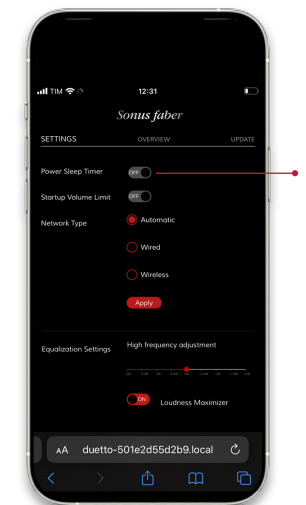 TIM 12:31
Sonus faber
SETTINGS OVERVIEW UPDATE
Power Sleep Timer OFF
Startup Volume Limit OFF
Network Type Automatic
Wired
Wireless
Apply
Equalization Settings High frequency adjustment
ON Loudness Maximizer
AA duetto-501e2d55d2b9.local